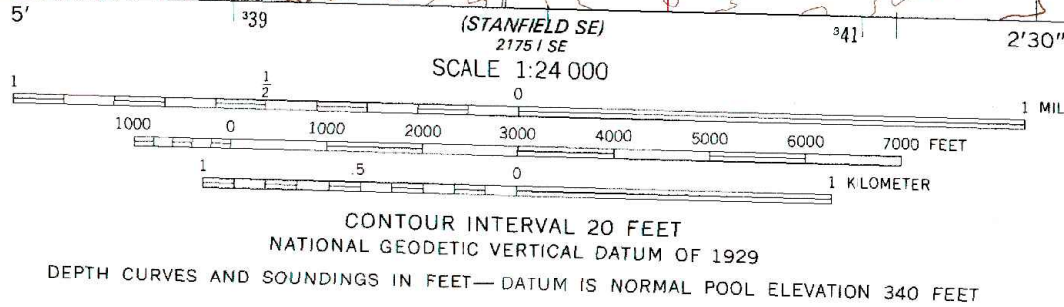 5' ³39 (STANFIELD SE) ³41 2'30"
2175 I SE
SCALE 1:24 000
1 1/2 0 1 MIL
1000 0 1000 2000 3000 4000 5000 6000 7000 FEET
1 .5 0 1 KILOMETER
CONTOUR INTERVAL 20 FEET
NATIONAL GEODETIC VERTICAL DATUM OF 1929
DEPTH CURVES AND SOUNDINGS IN FEET—DATUM IS NORMAL POOL ELEVATION 340 FEET